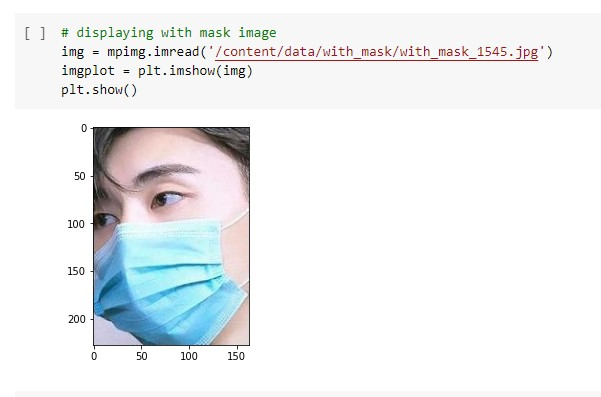 [ ] # displaying with mask image
img = mpimg.imread('/content/data/with_mask/with_mask_1545.jpg')
imgplot = plt.imshow(img)
plt.show()
0
50
100
150
200
0 50 100 150